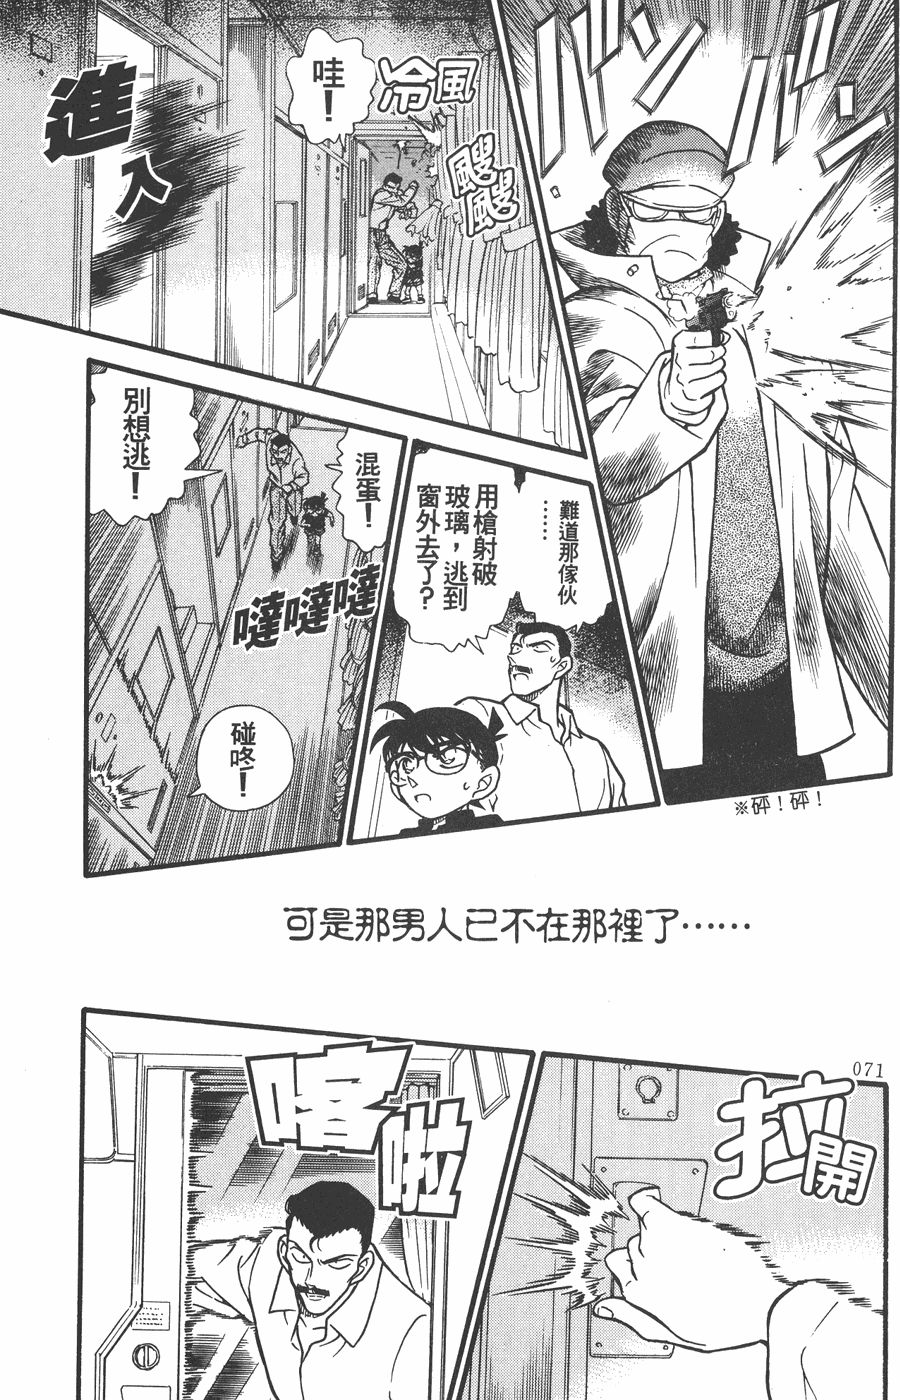 ※砰！砰！
哇！
冷風
颼颼
進入
難道那傢伙
……
用槍射破
玻璃，逃到
窗外去了？
混蛋！
別想逃！
噠噠噠
碰咚！
可是那男人已不在那裡了……
071
拉開
喀啦